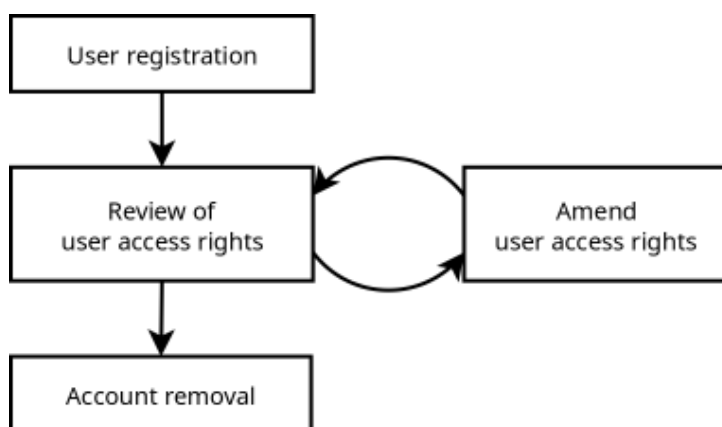 User registration
Review of
user access rights
Amend
user access rights
Account removal